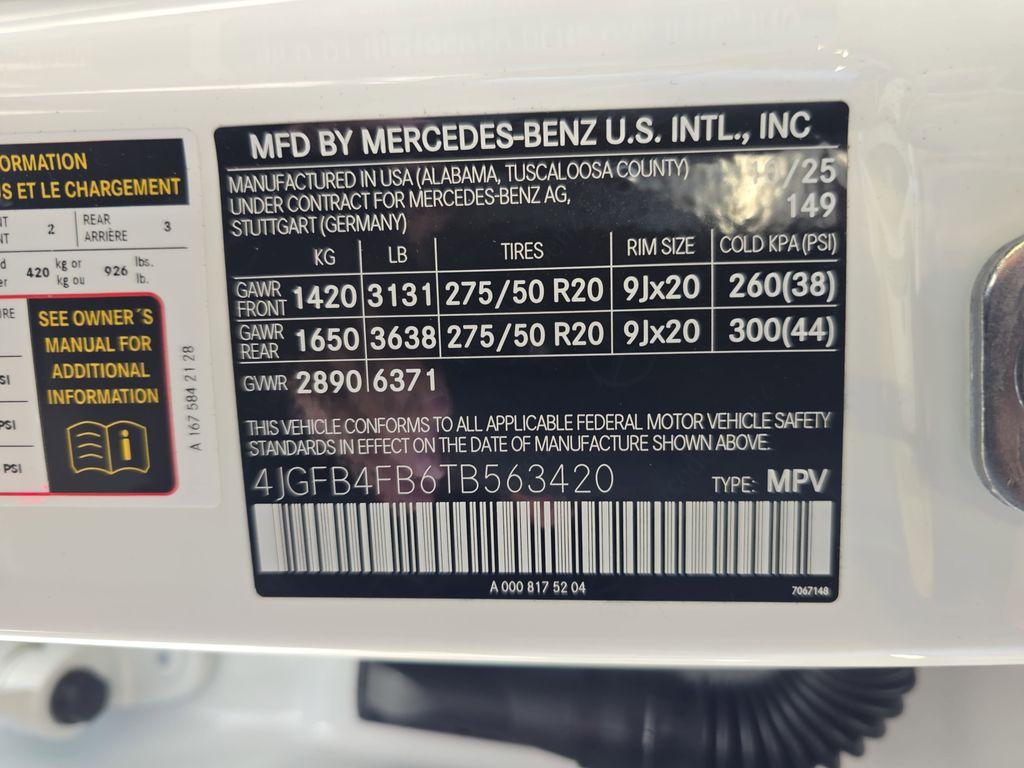 ORMATION
US ET LE CHARGEMENT
2 REAR ARRIÈRE 3
420 kg or kg ou 926 lbs. lb.
SEE OWNER´S
MANUAL FOR
ADDITIONAL
INFORMATION
PSI
PSI
A 167 584 21 28
MFD BY MERCEDES-BENZ U.S. INTL., INC
MANUFACTURED IN USA (ALABAMA, TUSCALOOSA COUNTY) /25
UNDER CONTRACT FOR MERCEDES-BENZ AG, 149
STUTTGART (GERMANY)
KG LB TIRES RIM SIZE COLD KPA (PSI)
GAWR FRONT 1420 3131 275/50 R20 9Jx20 260(38)
GAWR REAR 1650 3638 275/50 R20 9Jx20 300(44)
GVWR 2890 6371
THIS VEHICLE CONFORMS TO ALL APPLICABLE FEDERAL MOTOR VEHICLE SAFETY
STANDARDS IN EFFECT ON THE DATE OF MANUFACTURE SHOWN ABOVE.
4JGFB4FB6TB563420 TYPE: MPV
A 000 817 52 04
7067148